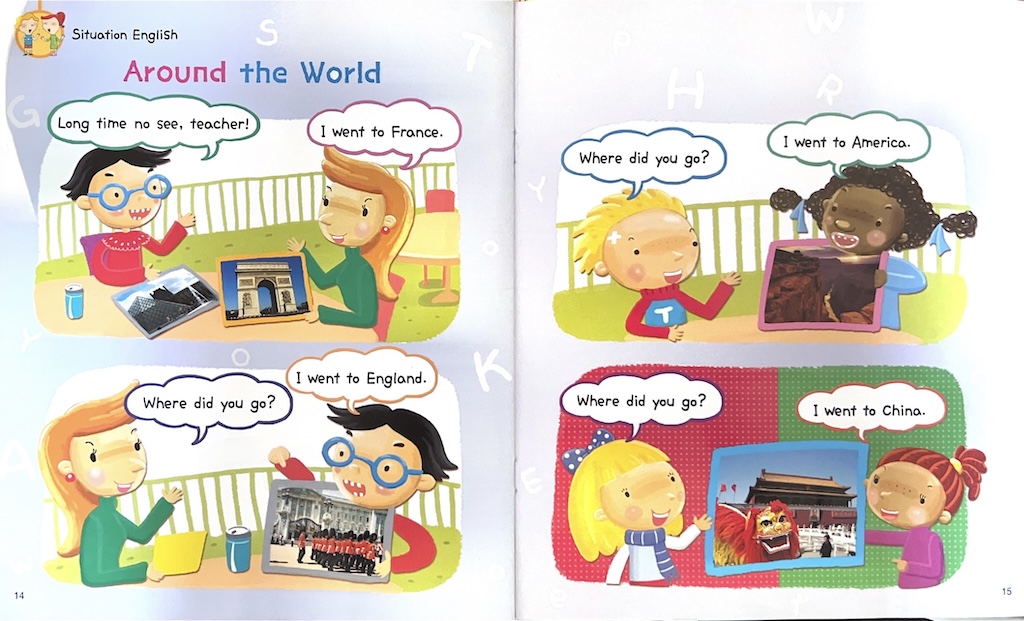 Situation English
Around the World
Long time no see, teacher!
I went to France.
Where did you go?
I went to England.
14
Where did you go?
I went to America.
T
Where did you go?
I went to China.
15
G
S
T
K
A
Y
O
P
H
W
R
Y
E